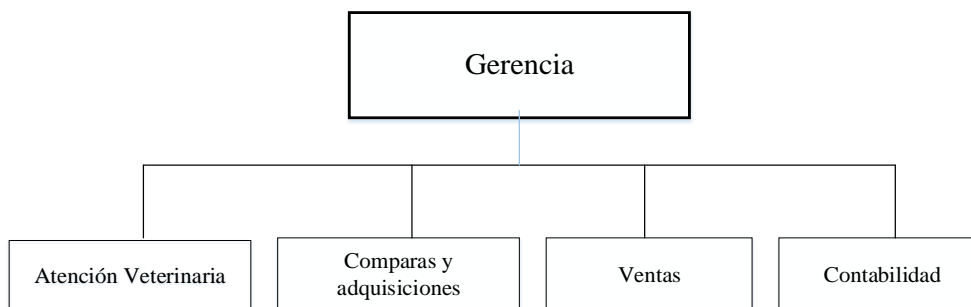 Gerencia
Atención Veterinaria
Comparas y
adquisiciones
Ventas
Contabilidad